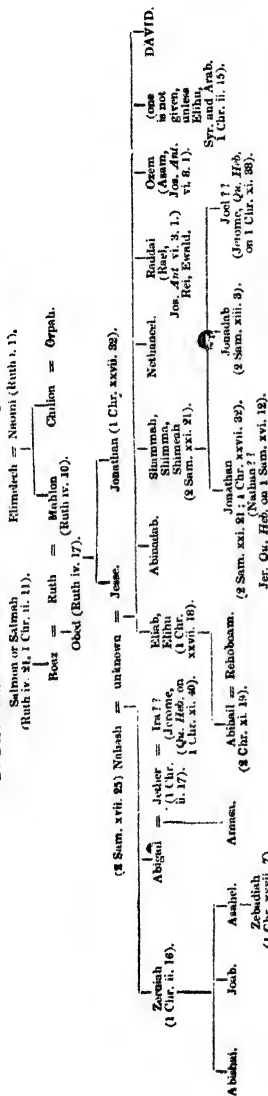 Salmon or Salmah
(Ruth iv. 21, 1 Chr. ii. 11).
Elimelech = Naomi (Ruth i. 1).
Boaz = Ruth = Mahlon
(Ruth iv. 10).
Chilion = Orpah.
Obed (Ruth iv. 17).
(2 Sam. xvii. 25) Nahash = unknown = Jesse.
Jonathan (1 Chr. xxvii. 32).
Zeruiah
(1 Chr. ii. 16).
Abigail = Jether = Ira??
(1 Chr. (Jerome,
ii. 17). Qu. Heb. on
1 Chr. xi. 40).
Eliab,
Elihu
(1 Chr.
xxvii. 18).
Abinadab.
Shammah,
Shimma,
Shimeah
(2 Sam. xxi. 21).
Nethaneel.
Raddai
(Rael,
Jos. Ant. vi. 8. 1.)
Rei, Ewald.
Ozem
(Asam,
Jos. Ant.
vi. 8. 1).
(one
is not
given,
unless
Elihu,
Syr. and Arab.
1 Chr. ii. 15).
DAVID.
Abishai.
Joab.
Asahel.
Zebadiah
(1 Chr. xxvii. 7)
Amasa.
Abihail = Rehoboam.
(2 Chr. xi. 19).
Jonathan
(2 Sam. xxi. 21; 1 Chr. xxvii. 32).
(Nathan??
Jer. Qu. Heb. on 1 Sam. xvi. 12).
Jonadab
(2 Sam. xiii. 3).
Joel??
(Jerome, Qu. Heb.
on 1 Chr. xi. 38)